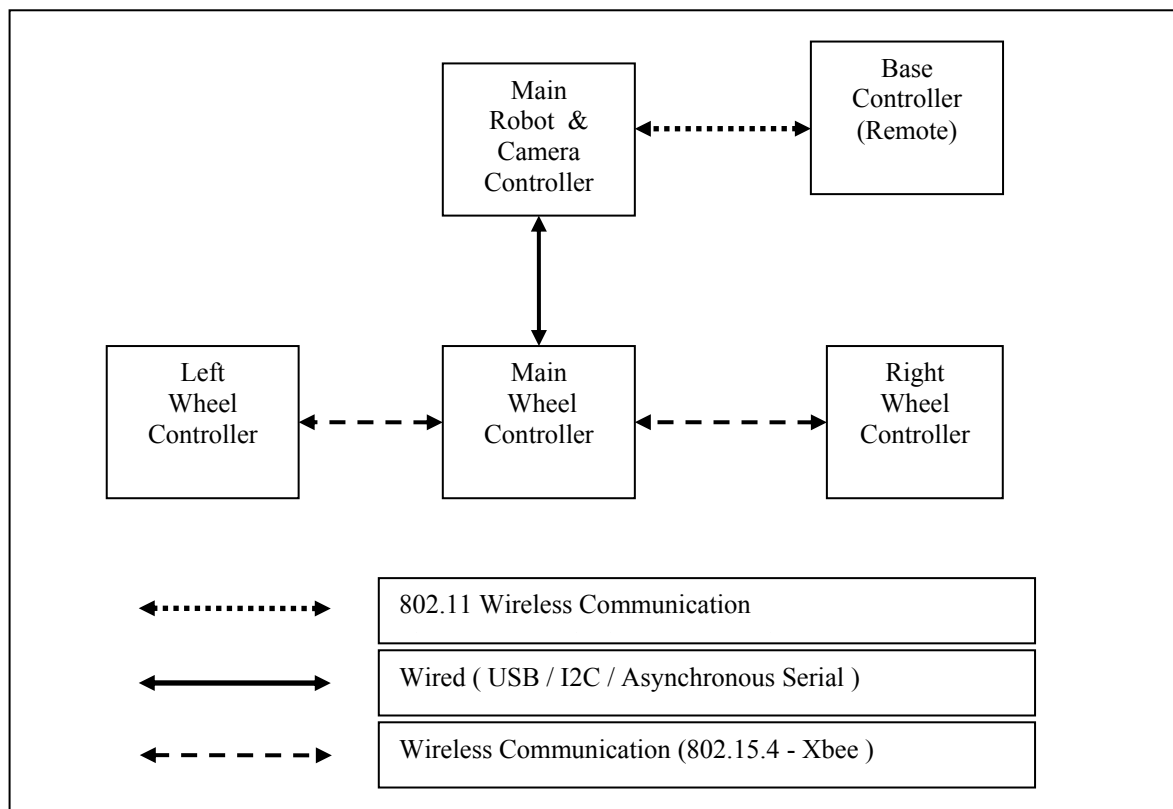 Main
Robot & 
Camera
Controller
Base
Controller
(Remote)
Left
Wheel
Controller
Main
Wheel
Controller
Right
Wheel
Controller
802.11 Wireless Communication
Wired ( USB / I2C / Asynchronous Serial )
Wireless Communication (802.15.4 - Xbee )